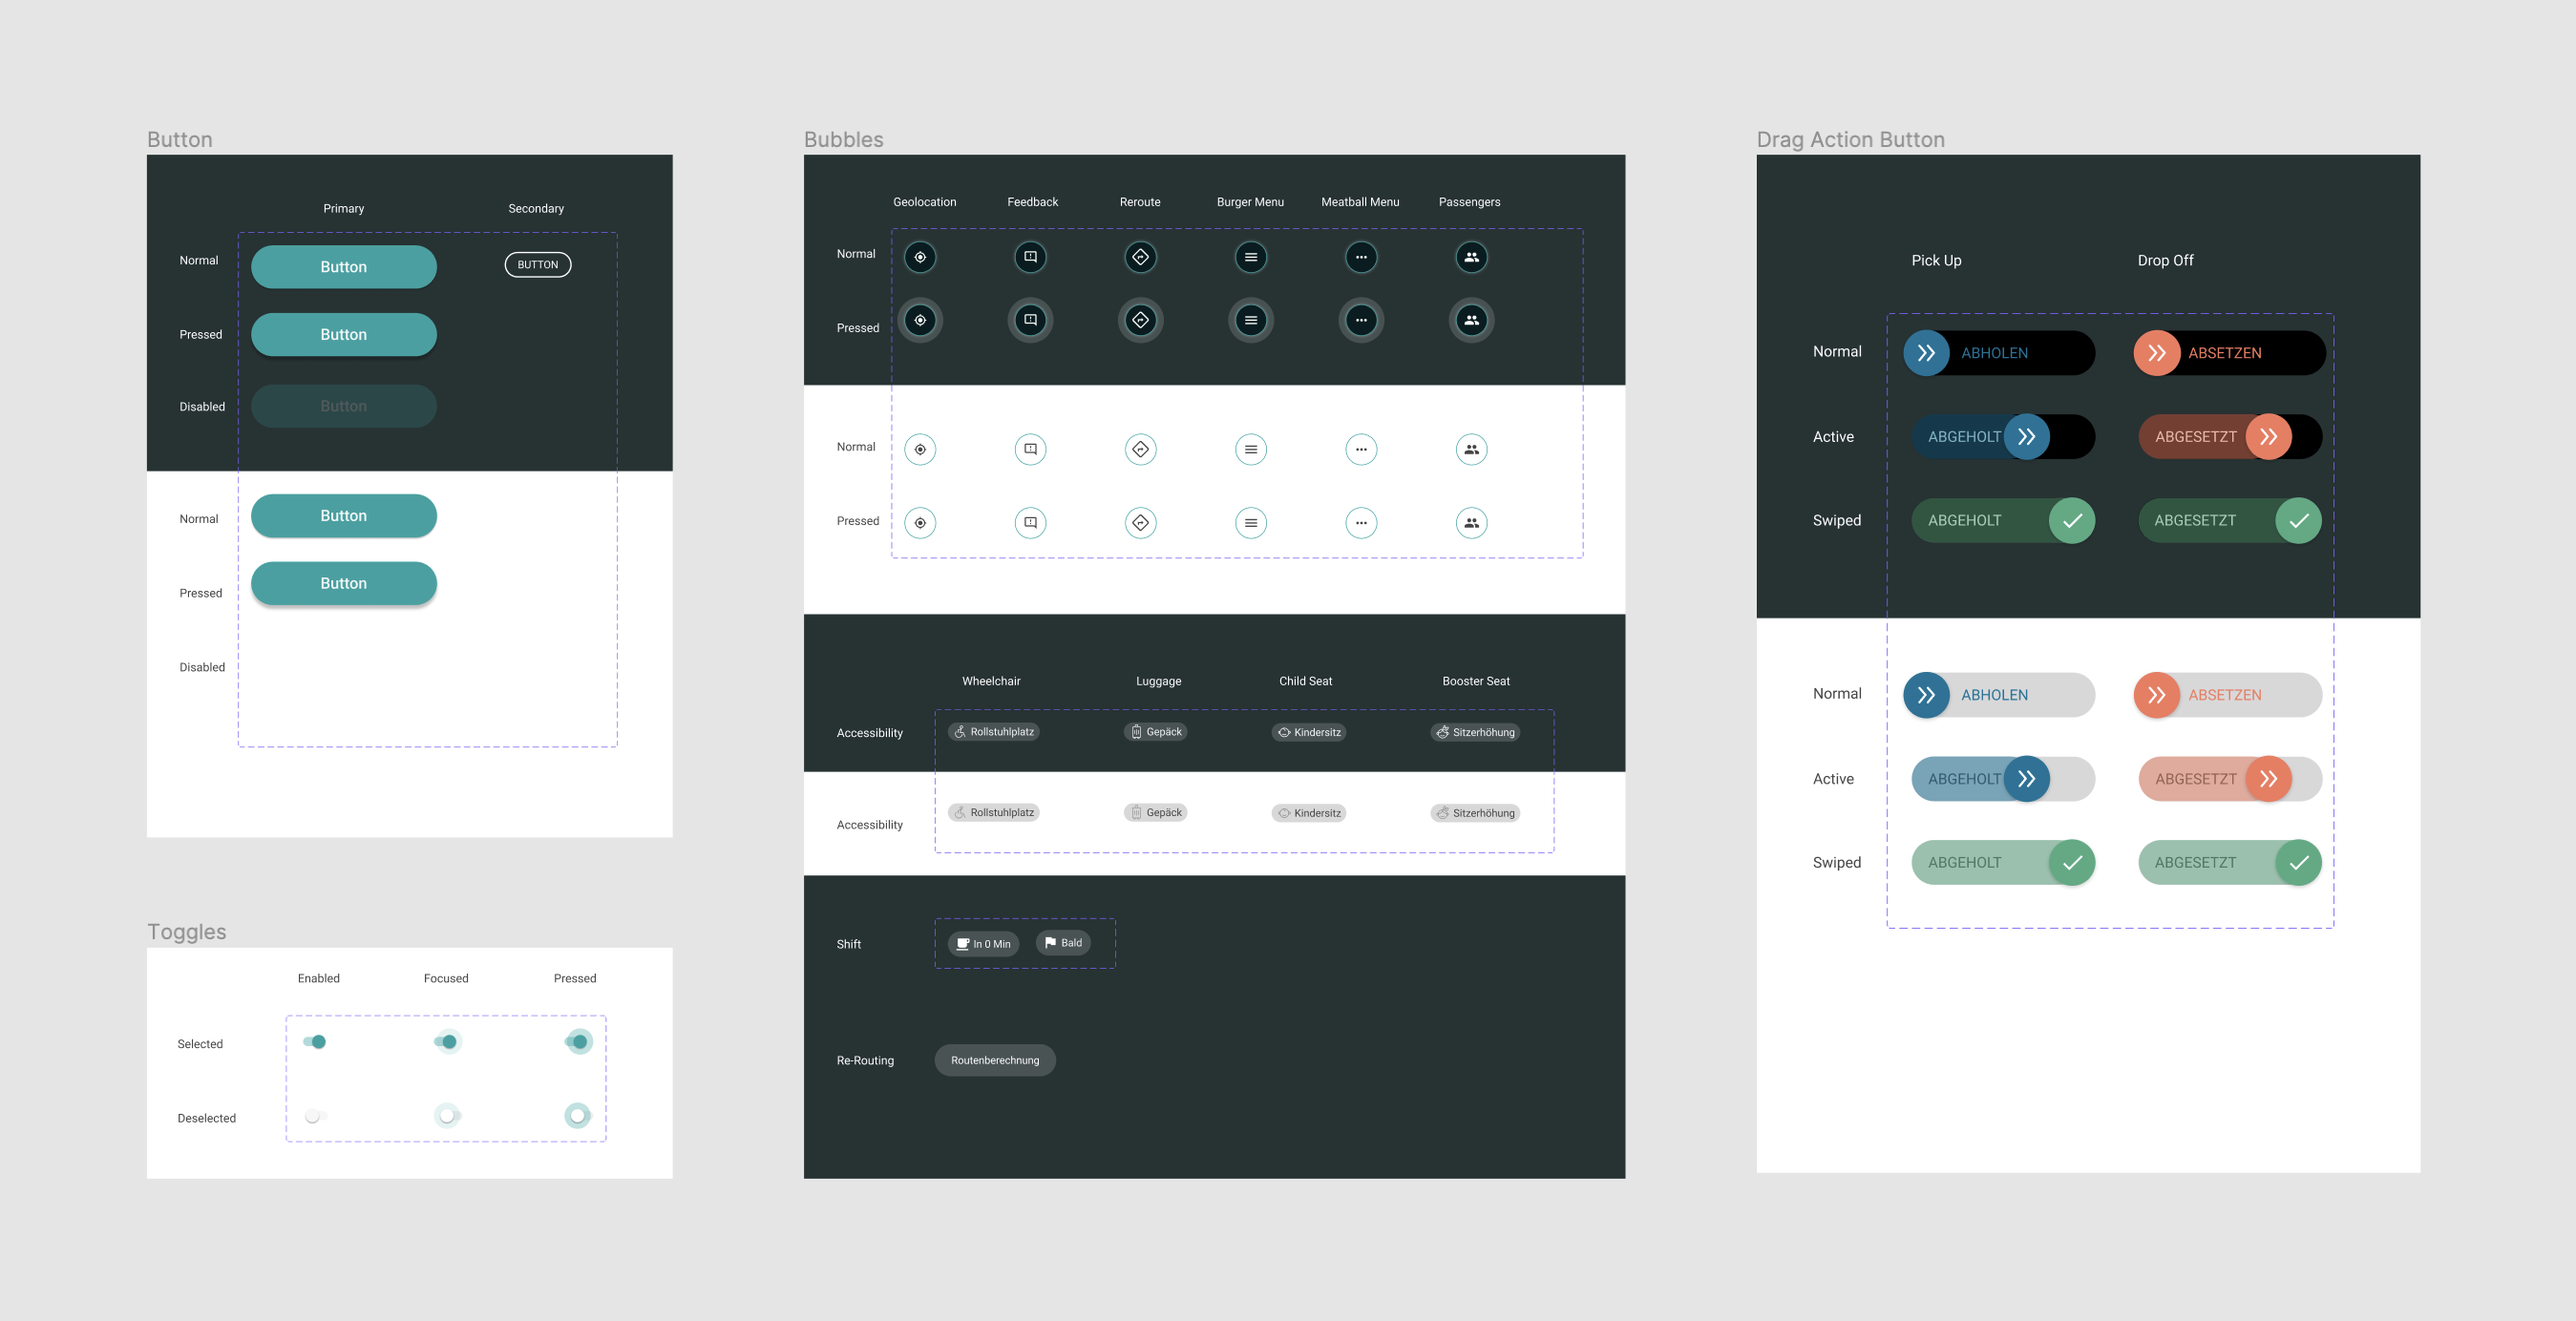 Button
Primary Secondary
Normal Button BUTTON
Pressed Button
Disabled Button
Normal Button
Pressed Button
Disabled
Toggles
Enabled Focused Pressed
Selected
Deselected
Bubbles
Geolocation Feedback Reroute Burger Menu Meatball Menu Passengers
Normal
Pressed
Normal
Pressed
Wheelchair Luggage Child Seat Booster Seat
Accessibility Rollstuhlplatz Gepäck Kindersitz Sitzerhöhung
Accessibility Rollstuhlplatz Gepäck Kindersitz Sitzerhöhung
Shift In 0 Min Bald
Re-Routing Routenberechnung
Drag Action Button
Pick Up Drop Off
Normal ABHOLEN ABSETZEN
Active ABGEHOLT ABGESETZT
Swiped ABGEHOLT ABGESETZT
Normal ABHOLEN ABSETZEN
Active ABGEHOLT ABGESETZT
Swiped ABGEHOLT ABGESETZT